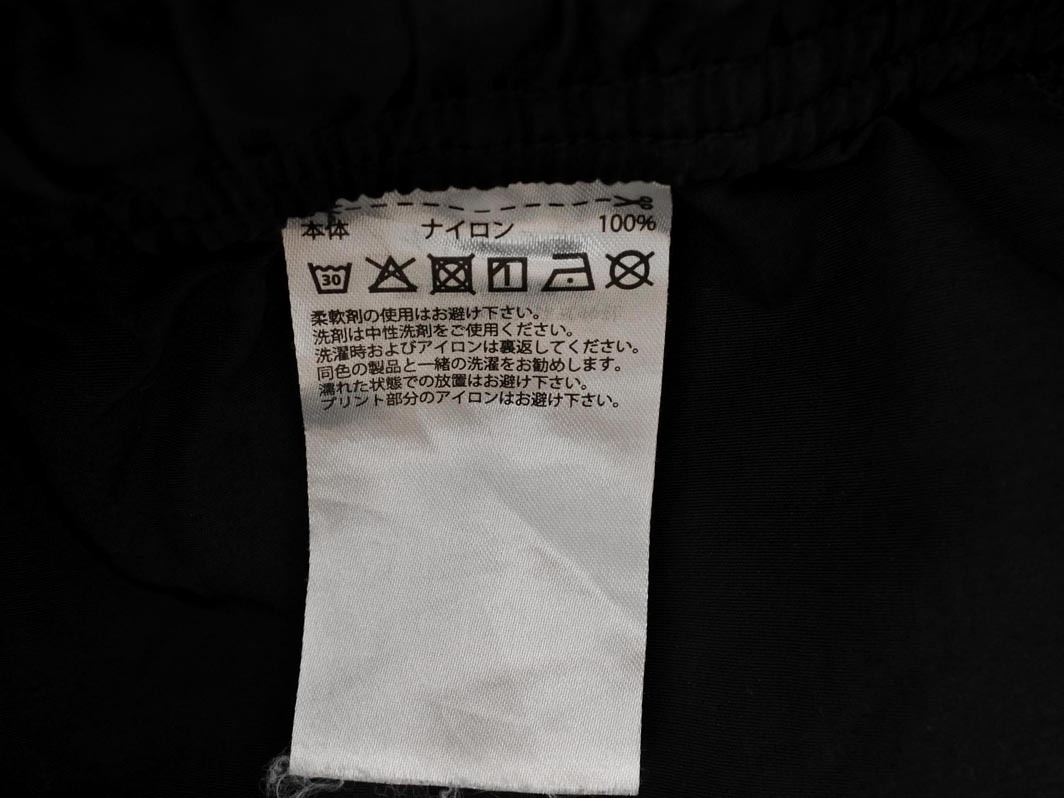 本体 ナイロン 100%
30
柔軟剤の使用はお避け下さい。
洗剤は中性洗剤をご使用ください。
洗濯時およびアイロンは裏返してください。
同色の製品と一緒の洗濯をお勧めします。
濡れた状態での放置はお避け下さい。
プリント部分のアイロンはお避け下さい。